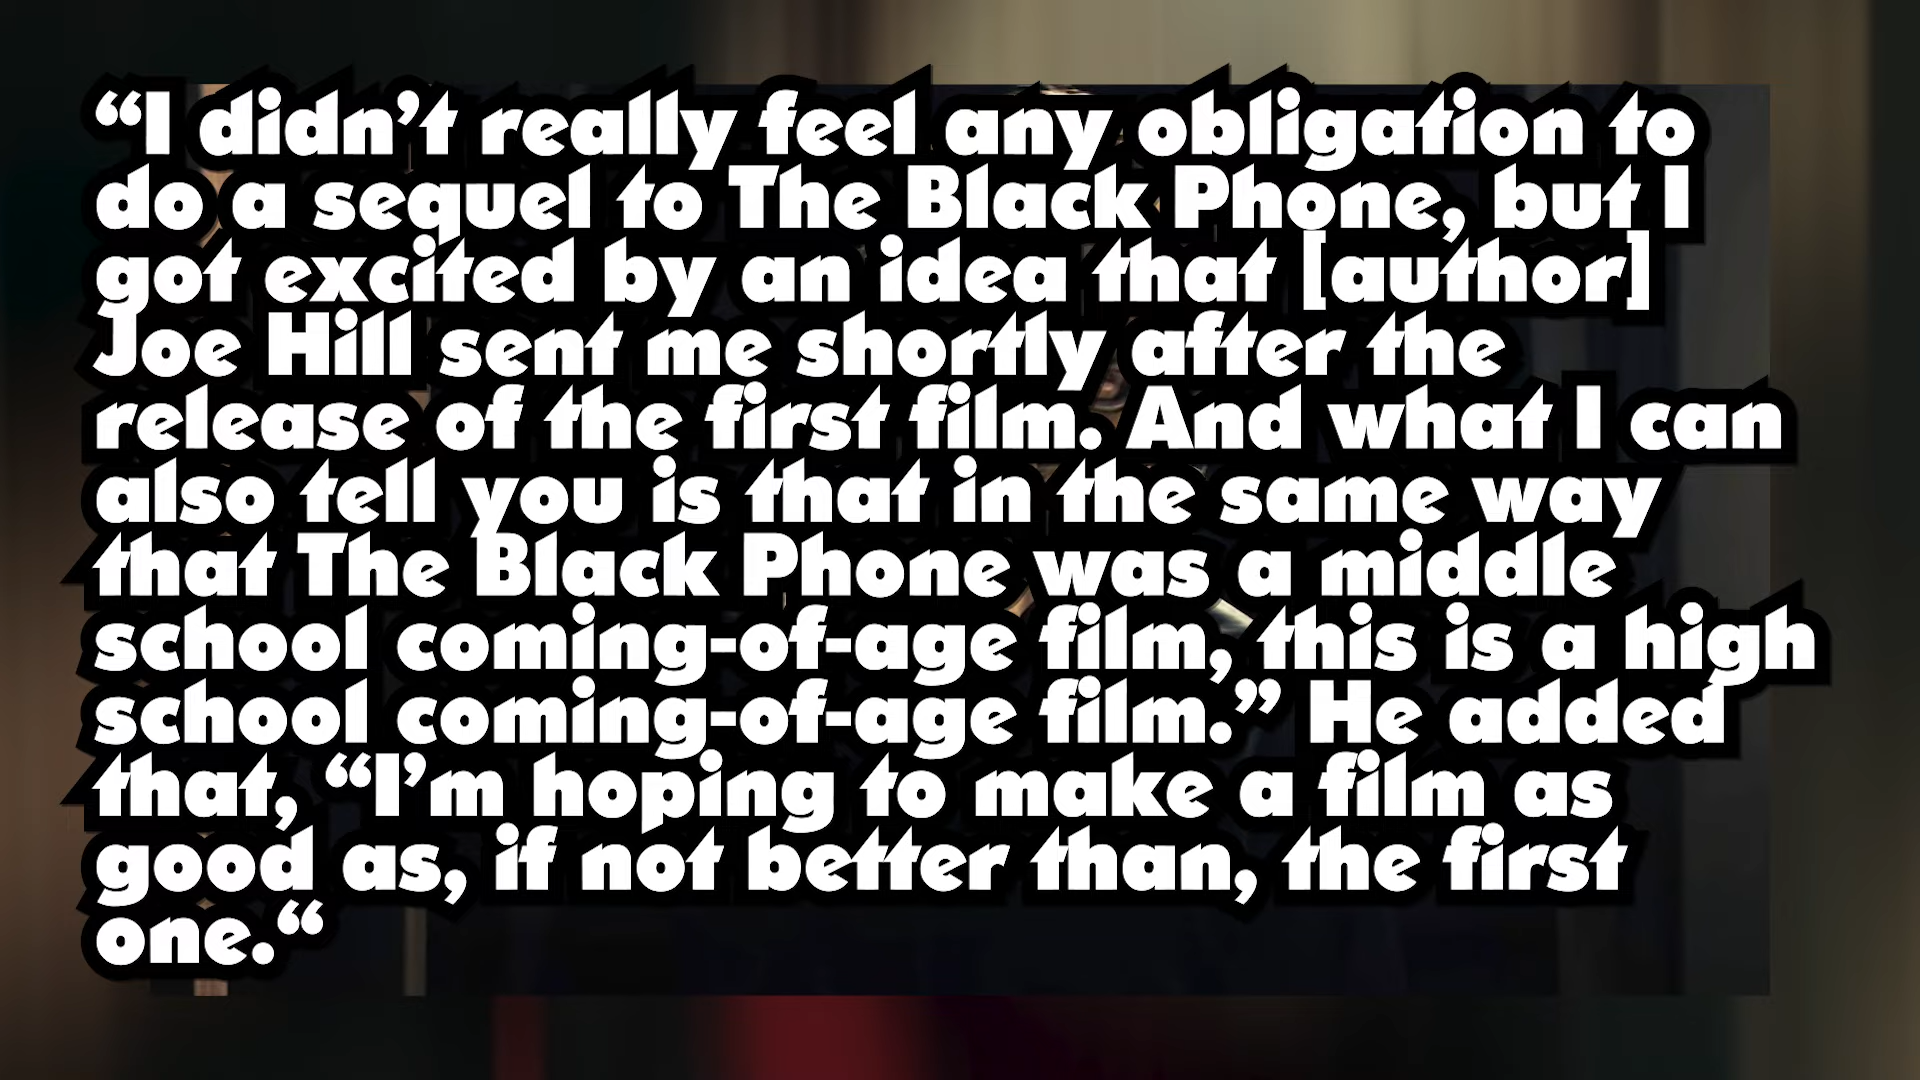 “I didn’t really feel any obligation to
do a sequel to The Black Phone, but I
got excited by an idea that [author]
Joe Hill sent me shortly after the
release of the first film. And what I can
also tell you is that in the same way
that The Black Phone was a middle
school coming-of-age film, this is a high
school coming-of-age film.” He added
that, “I’m hoping to make a film as
good as, if not better than, the first
one.“